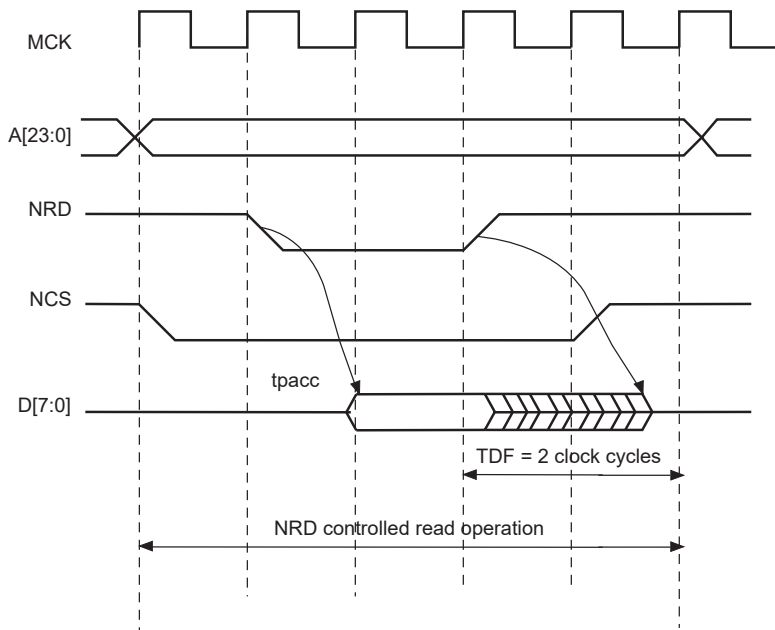 MCK
A[23:0]
NRD
NCS
tpacc
D[7:0]
TDF = 2 clock cycles
NRD controlled read operation